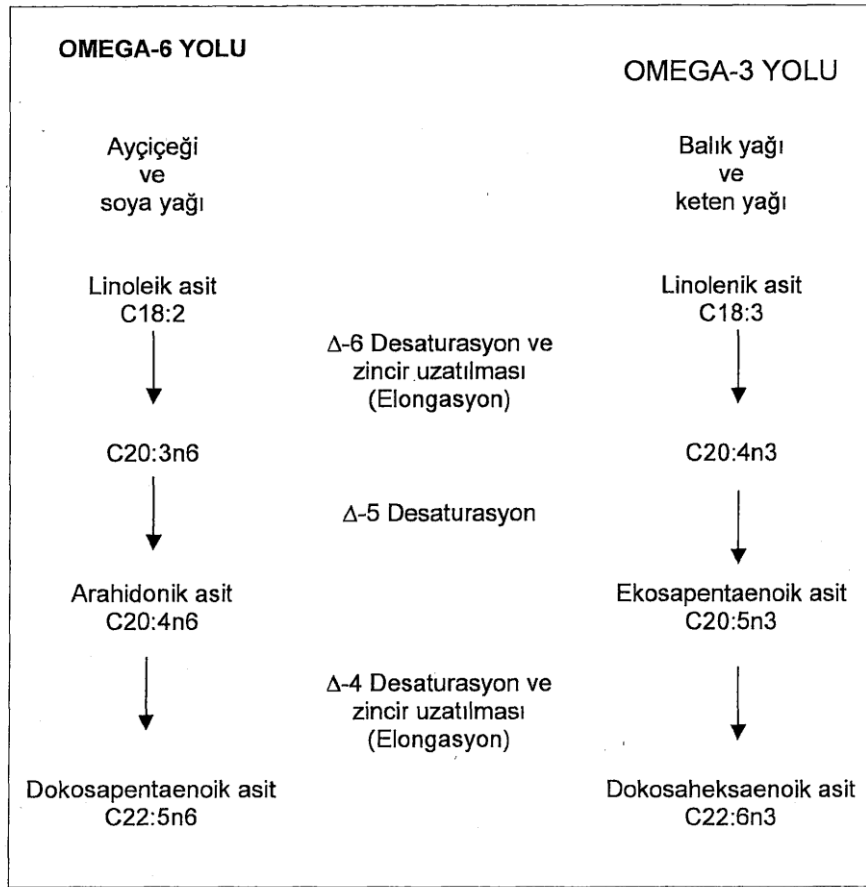 OMEGA-6 YOLU
OMEGA-3 YOLU
Ayçiçeği
ve
soya yağı
Balık yağı
ve
keten yağı
Linoleik asit
C18:2
Linolenik asit
C18:3
Δ-6 Desaturasyon ve
zincir uzatılması
(Elongasyon)
C20:3n6
C20:4n3
Δ-5 Desaturasyon
Arahidonik asit
C20:4n6
Ekosapentaenoik asit
C20:5n3
Δ-4 Desaturasyon ve
zincir uzatılması
(Elongasyon)
Dokosapentaenoik asit
C22:5n6
Dokosaheksaenoik asit
C22:6n3